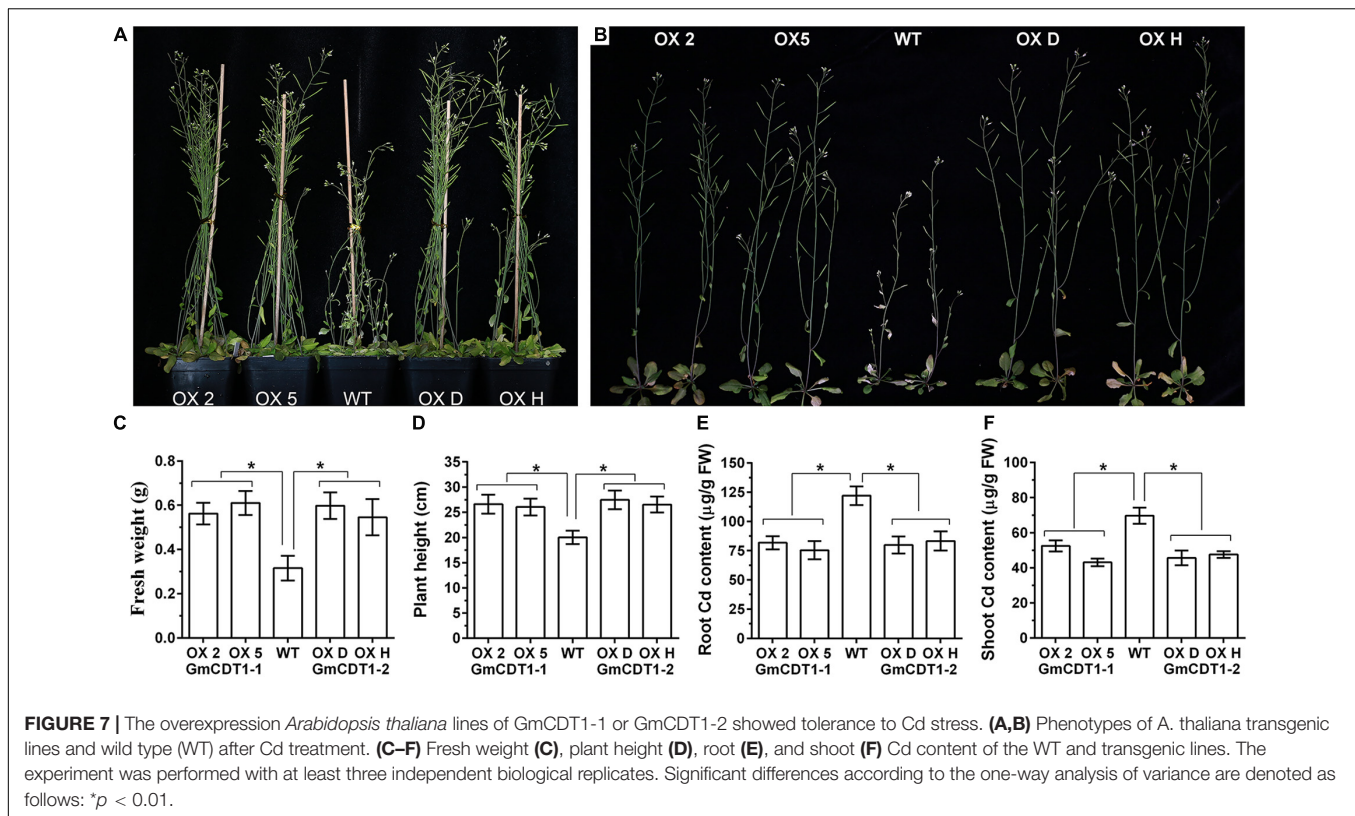 A
OX 2 OX 5 WT OX D OX H
B
OX 2 OX5 WT OX D OX H
C
Fresh weight (g)
0.8
0.6
0.4
0.2
0.0
* *
OX 2 OX 5 WT OX D OX H
GmCDT1-1 GmCDT1-2
D
Plant height (cm)
35
30
25
20
15
10
5
0
* *
OX 2 OX 5 WT OX D OX H
GmCDT1-1 GmCDT1-2
E
Root Cd content (µg/g FW)
150
125
100
75
50
25
0
* *
OX 2 OX 5 WT OX D OX H
GmCDT1-1 GmCDT1-2
F
Shoot Cd content (µg/g FW)
100
80
60
40
20
0
* *
OX 2 OX 5 WT OX D OX H
GmCDT1-1 GmCDT1-2
FIGURE 7 | The overexpression Arabidopsis thaliana lines of GmCDT1-1 or GmCDT1-2 showed tolerance to Cd stress. (A,B) Phenotypes of A. thaliana transgenic
lines and wild type (WT) after Cd treatment. (C–F) Fresh weight (C), plant height (D), root (E), and shoot (F) Cd content of the WT and transgenic lines. The
experiment was performed with at least three independent biological replicates. Significant differences according to the one-way analysis of variance are denoted as
follows: *p < 0.01.